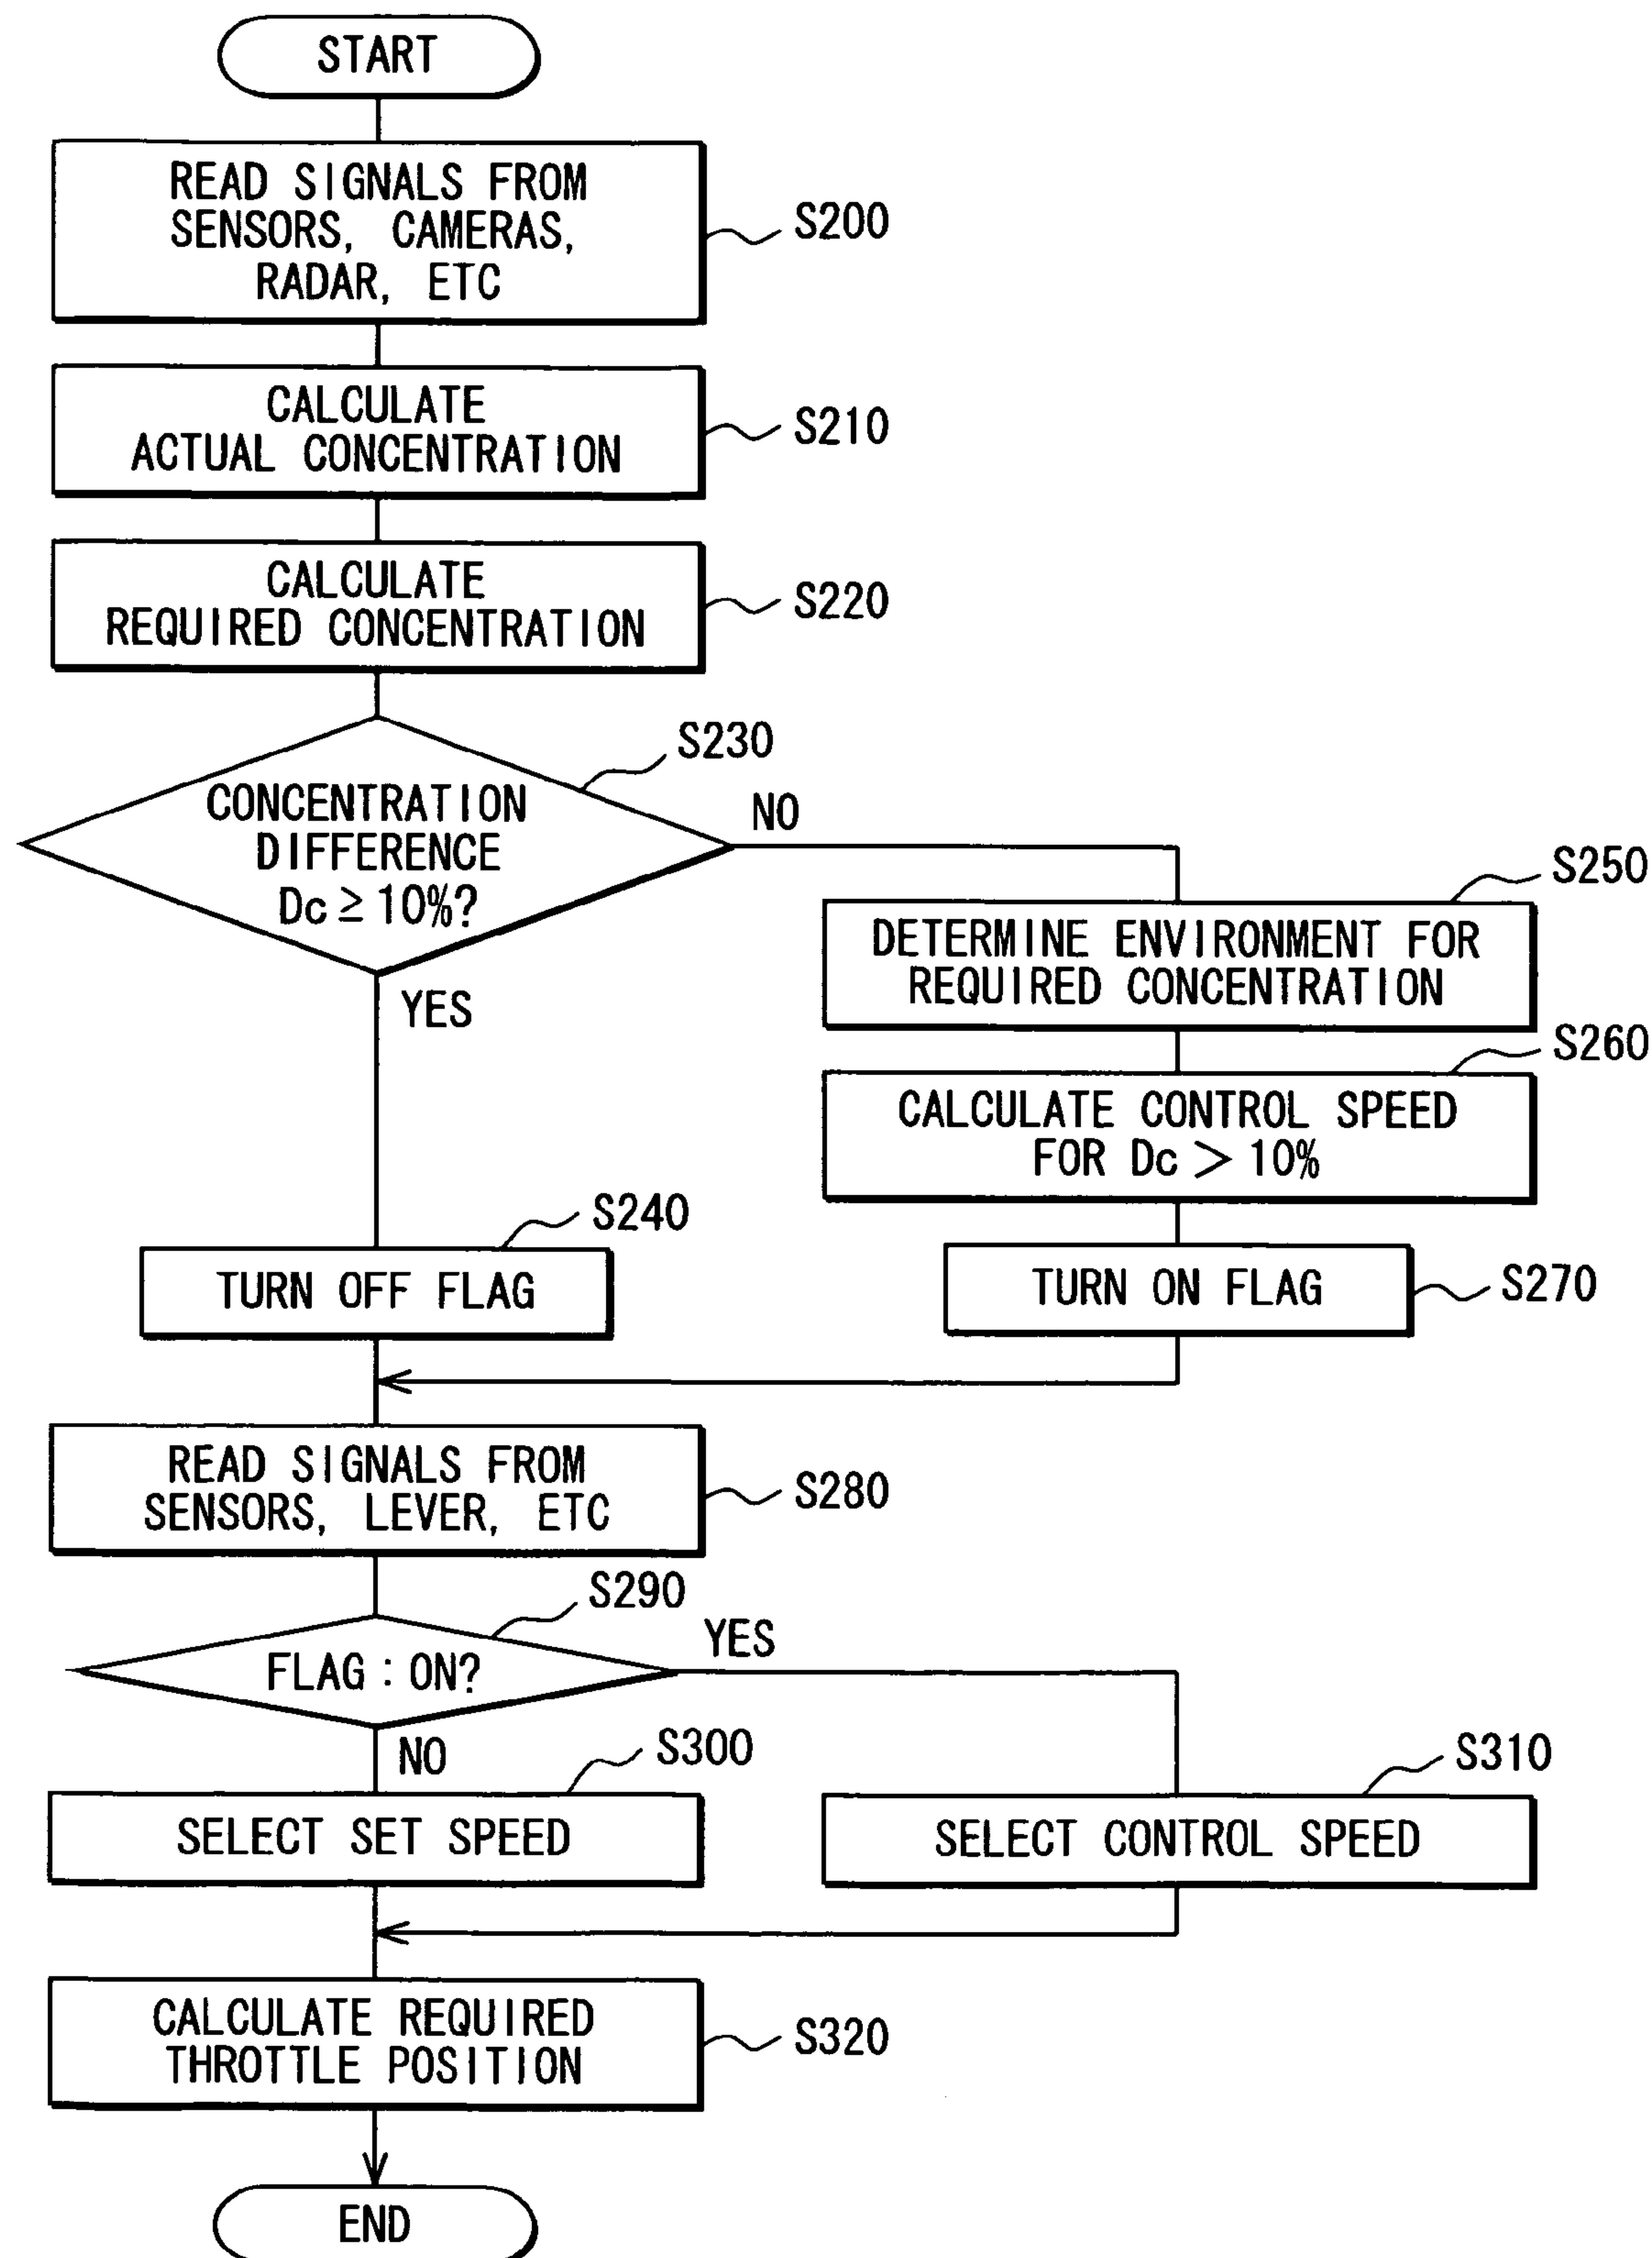 START
READ SIGNALS FROM
SENSORS, CAMERAS,
RADAR, ETC
S200
CALCULATE
ACTUAL CONCENTRATION
S210
CALCULATE
REQUIRED CONCENTRATION
S220
S230
CONCENTRATION
DIFFERENCE
Dc ≧ 10%?
NO
YES
S250
DETERMINE ENVIRONMENT FOR
REQUIRED CONCENTRATION
S260
CALCULATE CONTROL SPEED
FOR Dc > 10%
S240
TURN OFF FLAG
TURN ON FLAG
S270
READ SIGNALS FROM
SENSORS, LEVER, ETC
S280
S290
FLAG : ON?
YES
NO
S300
SELECT SET SPEED
S310
SELECT CONTROL SPEED
CALCULATE REQUIRED
THROTTLE POSITION
S320
END